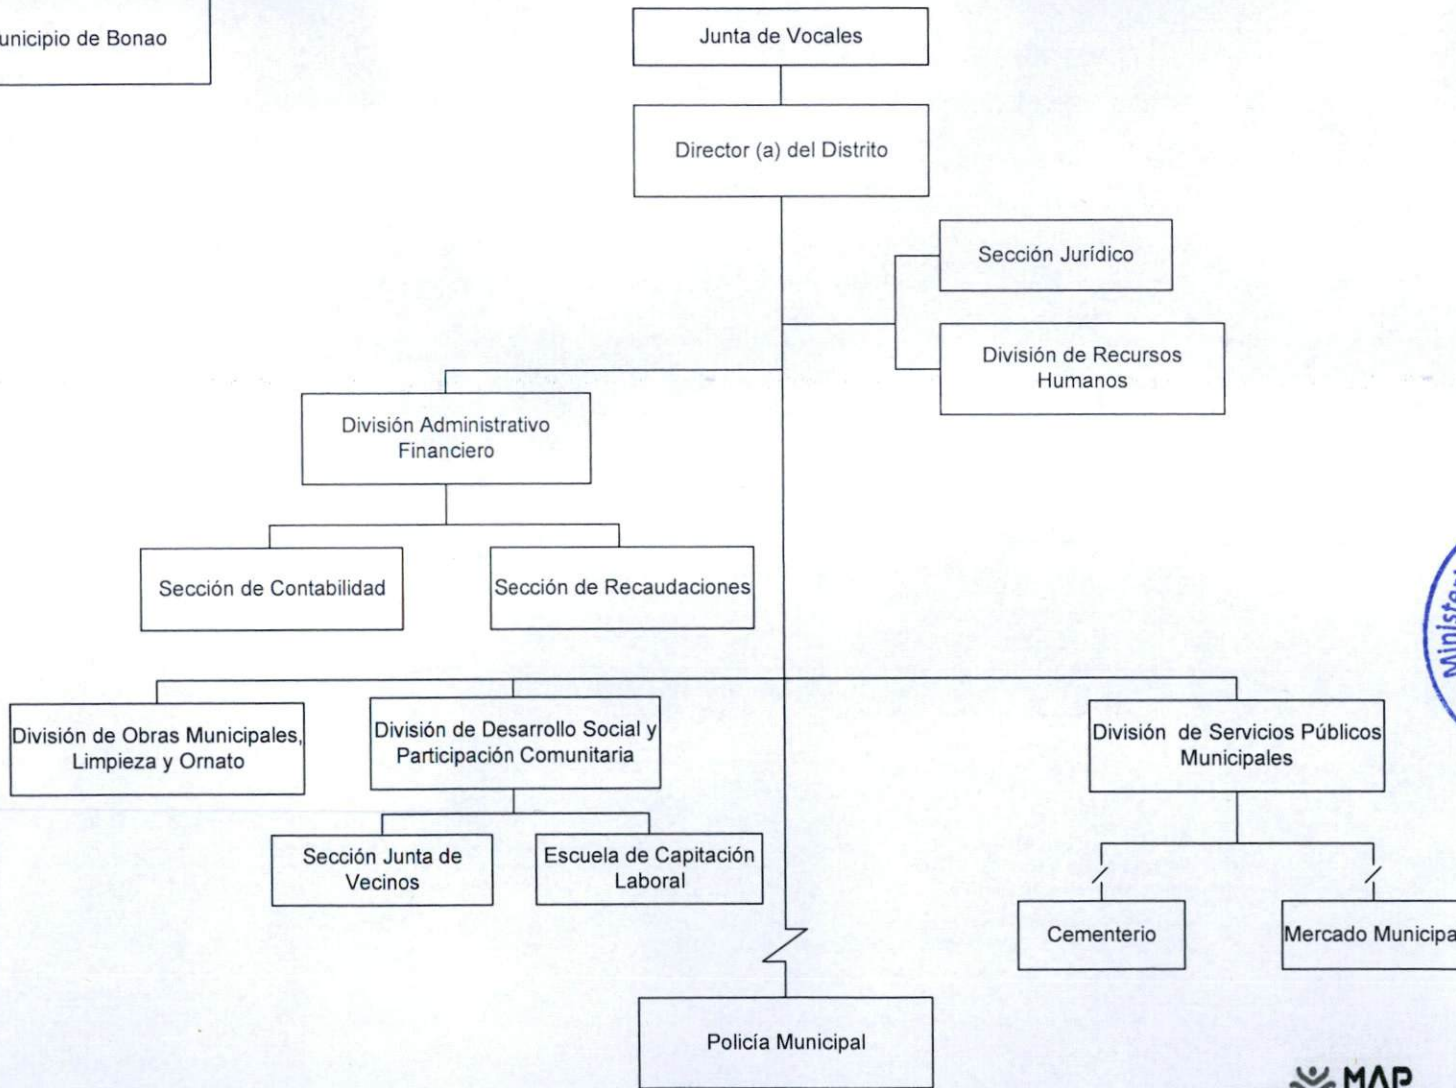 Municipio de Bonao
Junta de Vocales
Director (a) del Distrito
Sección Jurídico
División de Recursos
Humanos
División Administrativo
Financiero
Sección de Contabilidad
Sección de Recaudaciones
División de Obras Municipales,
Limpieza y Ornato
División de Desarrollo Social y
Participación Comunitaria
División de Servicios Públicos
Municipales
Sección Junta de
Vecinos
Escuela de Capitación
Laboral
Cementerio
Mercado Municipa
Policía Municipal
MAP